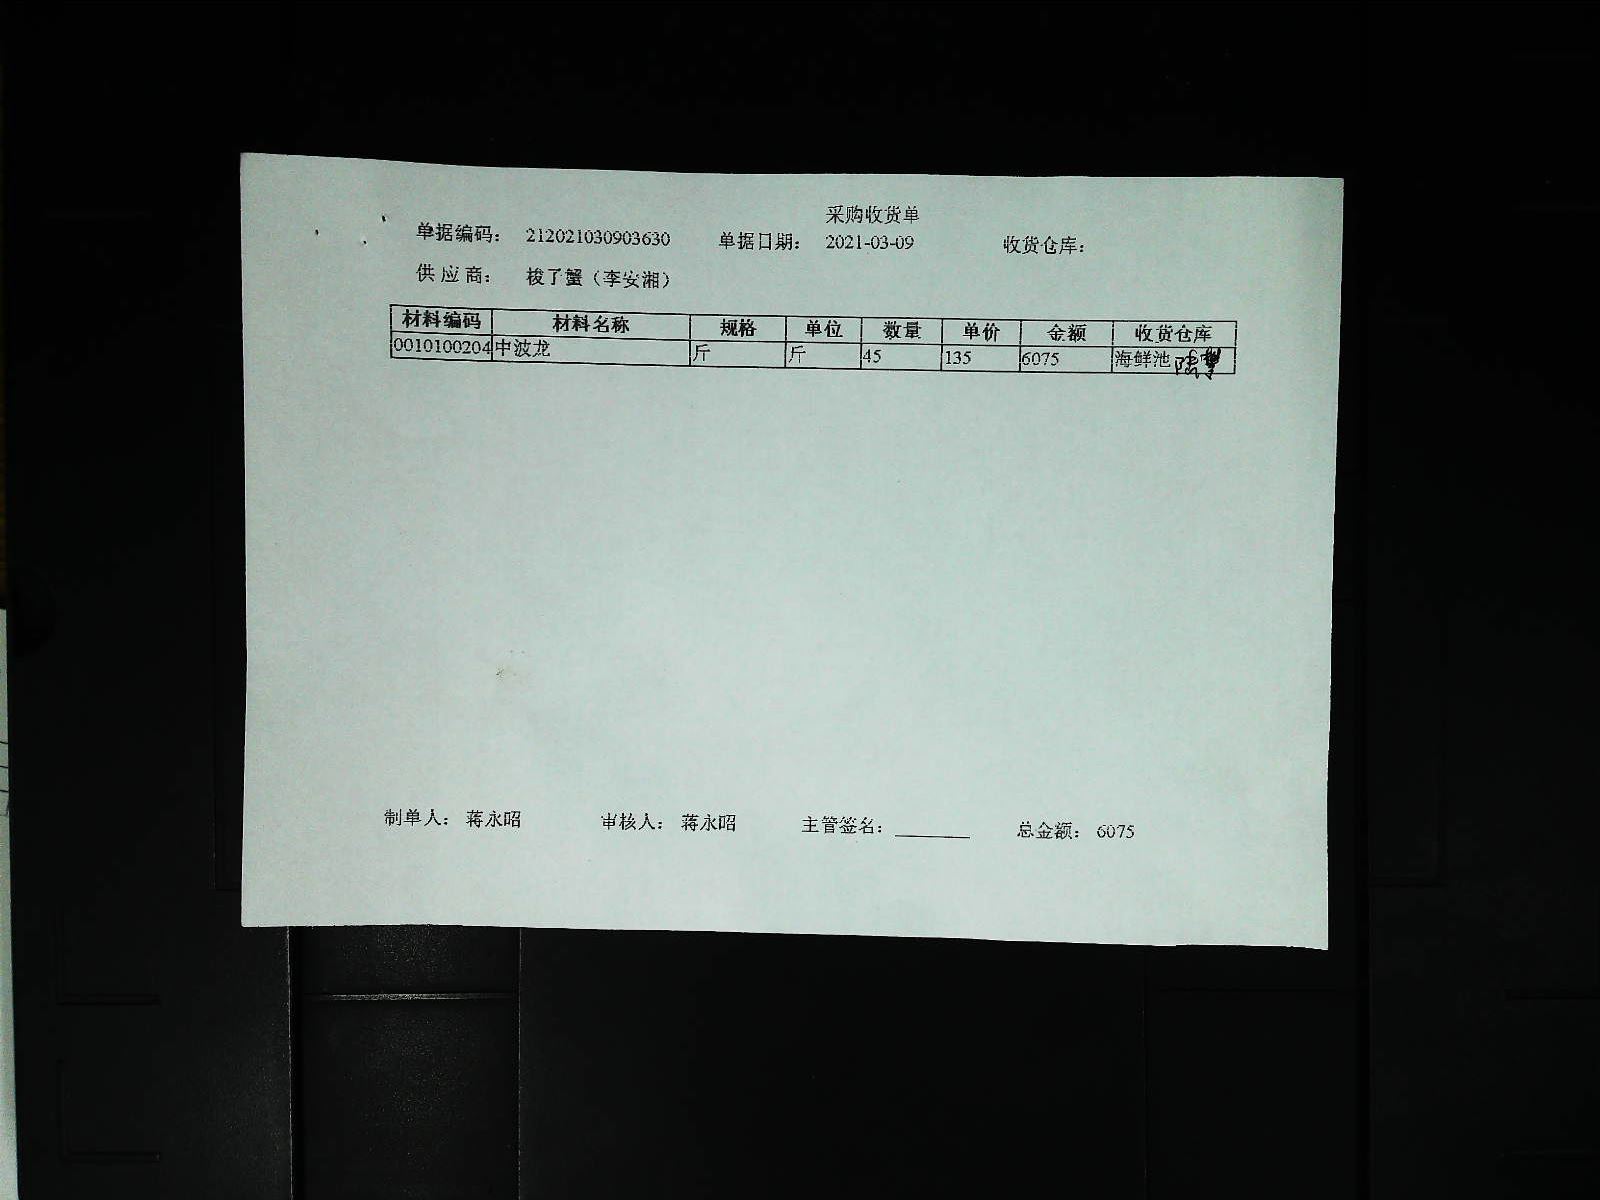 采购收货单
单据编码： 212021030903630 单据日期： 2021-03-09 收货仓库：
供 应 商： 梭了蟹（李安湘）
材料编码 材料名称 规格 单位 数量 单价 金额 收货仓库
0010100204 中波龙 斤 斤 45 135 6075 海鲜池
制单人： 蒋永昭 审核人： 蒋永昭 主管签名： 总金额： 6075